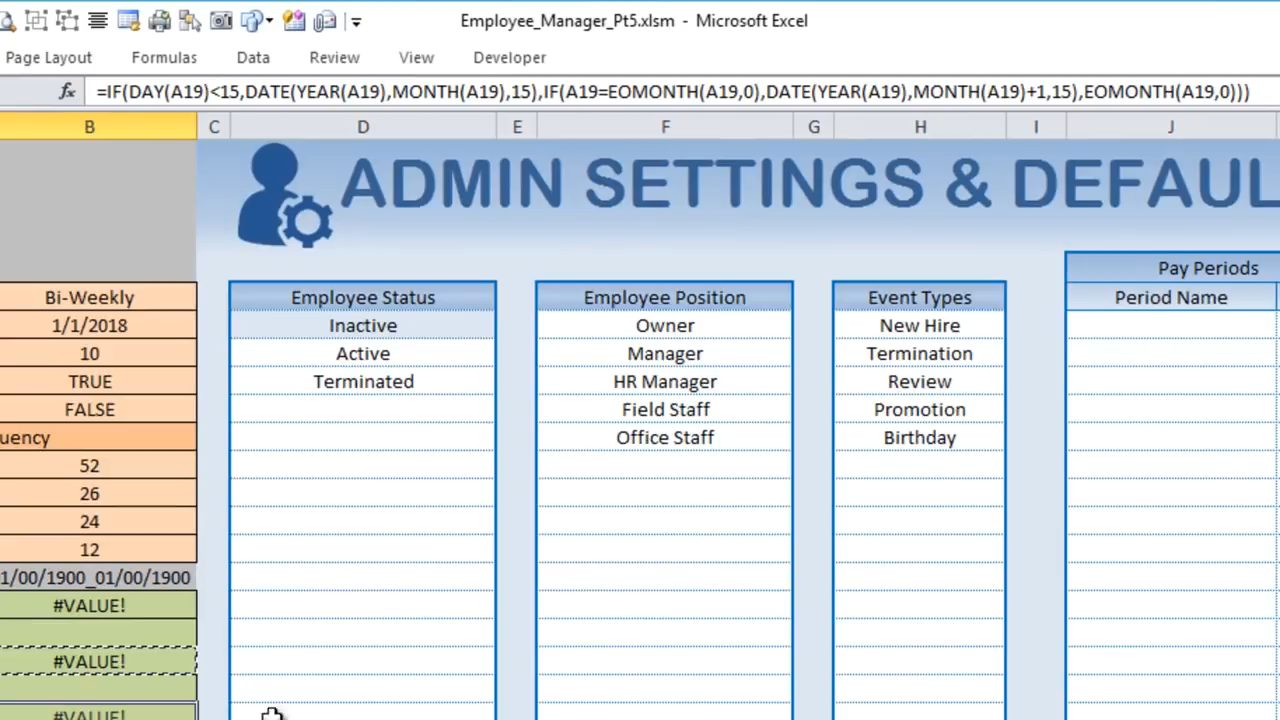 Employee_Manager_Pt5.xlsm - Microsoft Excel
Page Layout Formulas Data Review View Developer
fx =IF(DAY(A19)<15,DATE(YEAR(A19),MONTH(A19),15),IF(A19=EOMONTH(A19,0),DATE(YEAR(A19),MONTH(A19)+1,15),EOMONTH(A19,0)))
B C D E F G H I J
ADMIN SETTINGS & DEFAUL
Pay Periods
Bi-Weekly Employee Status Employee Position Event Types Period Name
1/1/2018 Inactive Owner New Hire
10 Active Manager Termination
TRUE Terminated HR Manager Review
FALSE Field Staff Promotion
uency Office Staff Birthday
52
26
24
12
1/00/1900_01/00/1900
#VALUE!
#VALUE!
#VALUE!